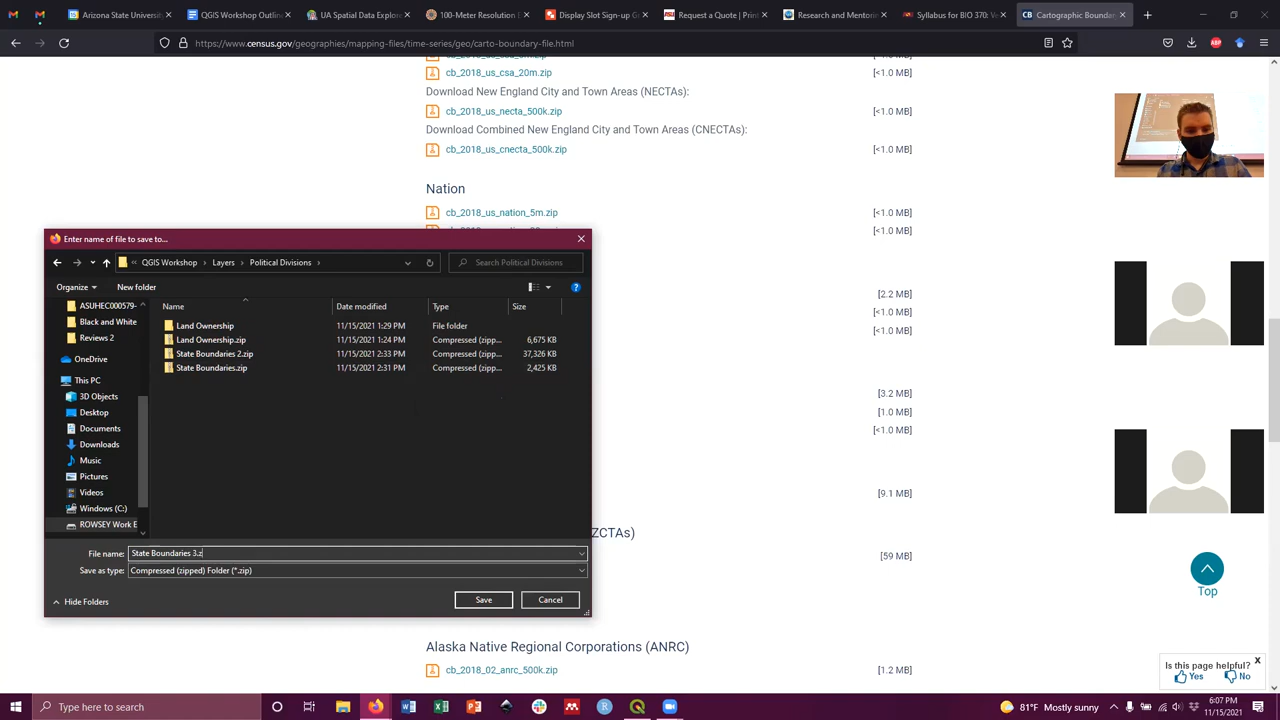 Arizona State University
QGIS Workshop Outline
UA Spatial Data Explorer
100-Meter Resolution E
Display Slot Sign-up G
Request a Quote | Print
Research and Mentorin
Syllabus for BIO 370: Ve
Cartographic Bounda
https://www.census.gov/geographies/mapping-files/time-series/geo/carto-boundary-file.html
cb_2018_us_csa_20m.zip
[<1.0 MB]
Download New England City and Town Areas (NECTAs):
cb_2018_us_necta_500k.zip
[<1.0 MB]
Download Combined New England City and Town Areas (CNECTAs):
cb_2018_us_cnecta_500k.zip
[<1.0 MB]
Nation
cb_2018_us_nation_5m.zip
[<1.0 MB]
[<1.0 MB]
[2.2 MB]
[<1.0 MB]
[<1.0 MB]
[3.2 MB]
[1.0 MB]
[<1.0 MB]
[9.1 MB]
ZCTAs)
[59 MB]
Alaska Native Regional Corporations (ANRC)
cb_2018_02_anrc_500k.zip
[1.2 MB]
Enter name of file to save to...
QGIS Workshop > Layers > Political Divisions >
Search Political Divisions
Organize
New folder
Name
Date modified
Type
Size
ASUHEC000579-
Black and White
Reviews 2
OneDrive
This PC
3D Objects
Desktop
Documents
Downloads
Music
Pictures
Videos
Windows (C:)
ROWSEY Work E
Land Ownership 11/15/2021 1:29 PM File folder
Land Ownership.zip 11/15/2021 1:24 PM Compressed (zipp... 6,675 KB
State Boundaries 2.zip 11/15/2021 2:33 PM Compressed (zipp... 37,326 KB
State Boundaries.zip 11/15/2021 2:31 PM Compressed (zipp... 2,425 KB
File name: State Boundaries 3.z
Save as type: Compressed (zipped) Folder (*.zip)
Hide Folders
Save
Cancel
Top
Is this page helpful?
x
Yes
No
Type here to search
81°F Mostly sunny
6:07 PM
11/15/2021